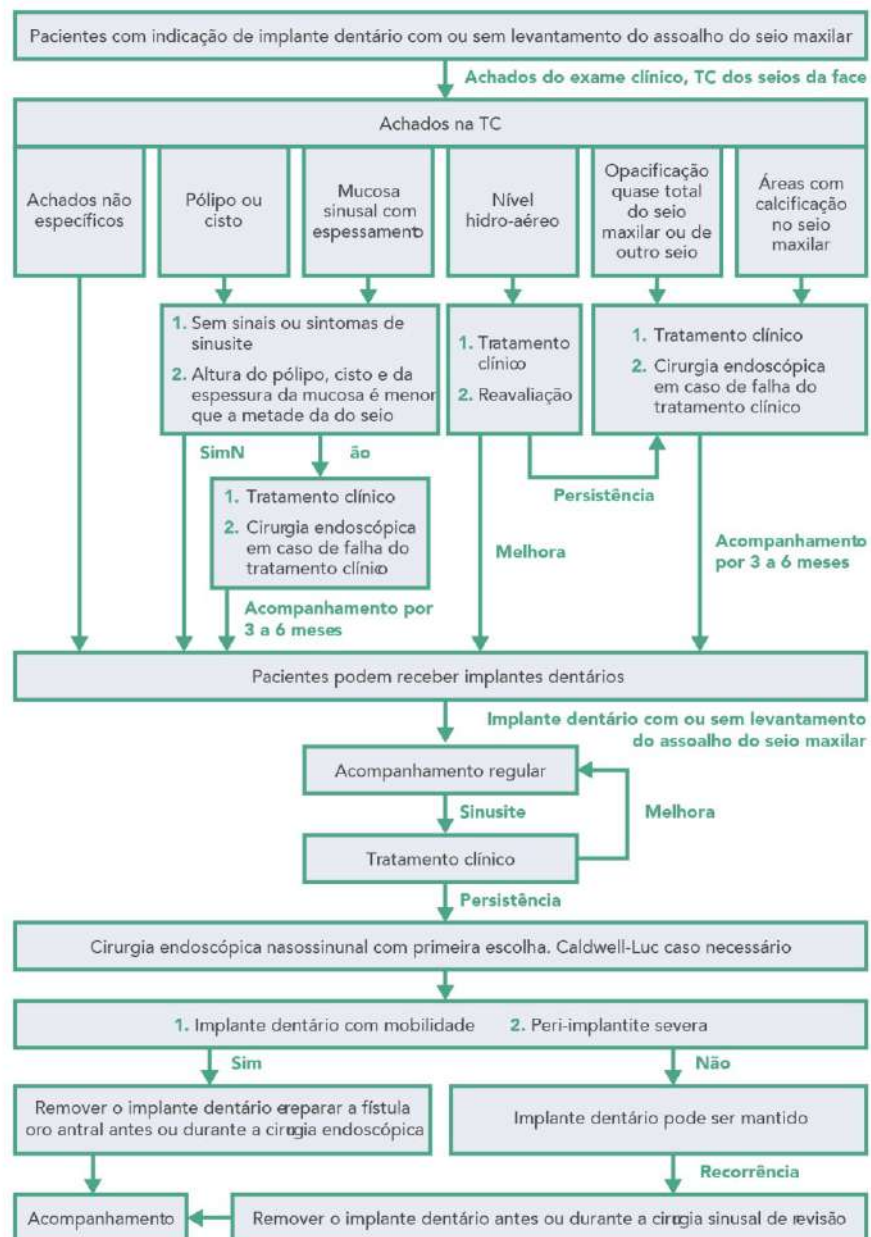 Pacientes com indicação de implante dentário com ou sem levantamento do assoalho do seio maxilar
Achados do exame clínico, TC dos seios da face
Achados na TC
Achados não
específicos
Pólipo ou
cisto
Mucosa
sinusal com
espessamento
Nível
hidro-aéreo
Opacificação
quase total
do seio
maxilar ou de
outro seio
Áreas com
calcificação
no seio
maxilar
1. Sem sinais ou sintomas de
sinusite
2. Altura do pólipo, cisto e da
espessura da mucosa é menor
que a metade da do seio
1. Tratamento
clínico
2. Reavaliação
1. Tratamento clínico
2. Cirurgia endoscópica
em caso de falha do
tratamento clínico
SimN ão
Persistência
1. Tratamento clínico
2. Cirurgia endoscópica
em caso de falha do
tratamento clínico
Melhora
Acompanhamento
por 3 a 6 meses
Acompanhamento por
3 a 6 meses
Pacientes podem receber implantes dentários
Implante dentário com ou sem levantamento
do assoalho do seio maxilar
Acompanhamento regular
Sinusite
Melhora
Tratamento clínico
Persistência
Cirurgia endoscópica nasossinunal com primeira escolha. Caldwell-Luc caso necessário
1. Implante dentário com mobilidade 2. Peri-implantite severa
Sim
Não
Remover o implante dentário ereparar a fístula
oro antral antes ou durante a cirugia endoscópica
Implante dentário pode ser mantido
Recorrência
Acompanhamento
Remover o implante dentário antes ou durante a cirugia sinusal de revisão